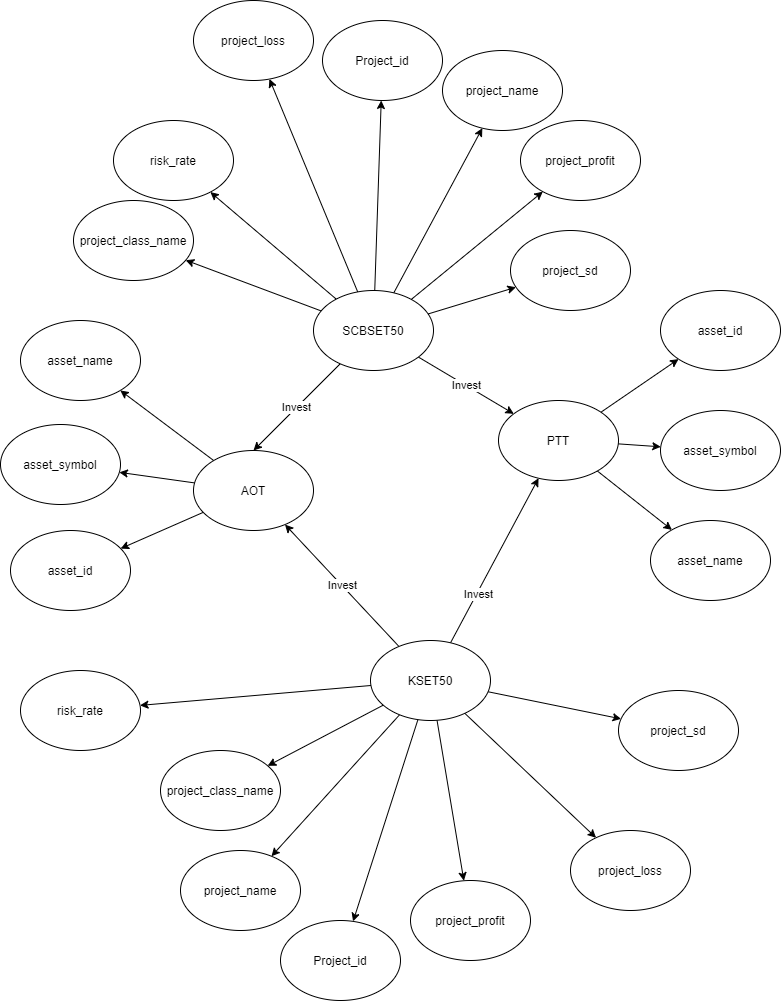 project_loss
Project_id
project_name
risk_rate
project_profit
project_class_name
project_sd
SCBSET50
asset_id
asset_name
Invest
Invest
asset_symbol
PTT
asset_symbol
AOT
asset_id
asset_name
Invest
Invest
KSET50
risk_rate
project_sd
project_class_name
project_name
project_loss
project_profit
Project_id